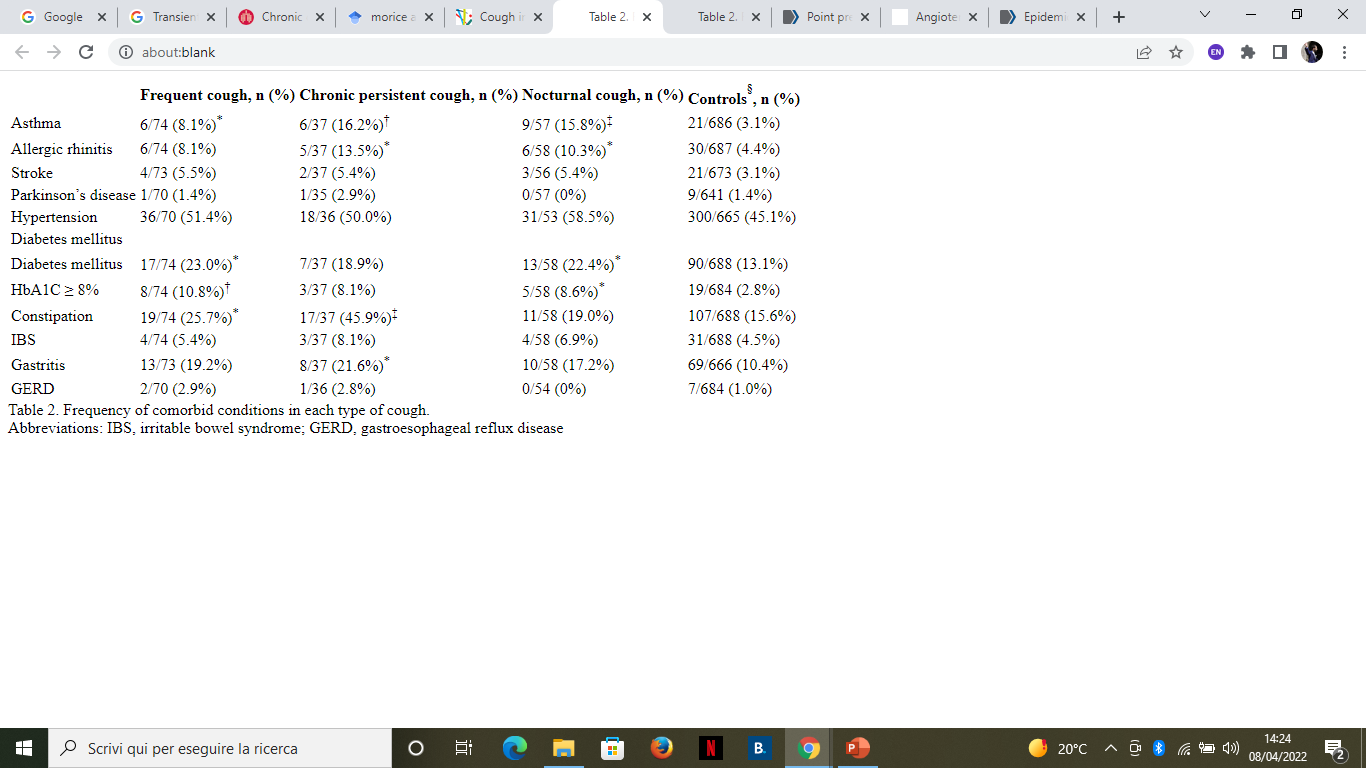 Google
Transien
Chronic
morice a
Cough in
Table 2.
Table 2.
Point pre
Angioter
Epidemi
about:blank
EN
Frequent cough, n (%) Chronic persistent cough, n (%) Nocturnal cough, n (%) Controls§, n (%)
Asthma 6/74 (8.1%)* 6/37 (16.2%)† 9/57 (15.8%)‡ 21/686 (3.1%)
Allergic rhinitis 6/74 (8.1%) 5/37 (13.5%)* 6/58 (10.3%)* 30/687 (4.4%)
Stroke 4/73 (5.5%) 2/37 (5.4%) 3/56 (5.4%) 21/673 (3.1%)
Parkinson's disease 1/70 (1.4%) 1/35 (2.9%) 0/57 (0%) 9/641 (1.4%)
Hypertension 36/70 (51.4%) 18/36 (50.0%) 31/53 (58.5%) 300/665 (45.1%)
Diabetes mellitus
Diabetes mellitus 17/74 (23.0%)* 7/37 (18.9%) 13/58 (22.4%)* 90/688 (13.1%)
HbA1C ≥ 8% 8/74 (10.8%)† 3/37 (8.1%) 5/58 (8.6%)* 19/684 (2.8%)
Constipation 19/74 (25.7%)* 17/37 (45.9%)‡ 11/58 (19.0%) 107/688 (15.6%)
IBS 4/74 (5.4%) 3/37 (8.1%) 4/58 (6.9%) 31/688 (4.5%)
Gastritis 13/73 (19.2%) 8/37 (21.6%)* 10/58 (17.2%) 69/666 (10.4%)
GERD 2/70 (2.9%) 1/36 (2.8%) 0/54 (0%) 7/684 (1.0%)
Table 2. Frequency of comorbid conditions in each type of cough.
Abbreviations: IBS, irritable bowel syndrome; GERD, gastroesophageal reflux disease
Scrivi qui per eseguire la ricerca
N
B.
P
20°C
14:24
08/04/2022
2